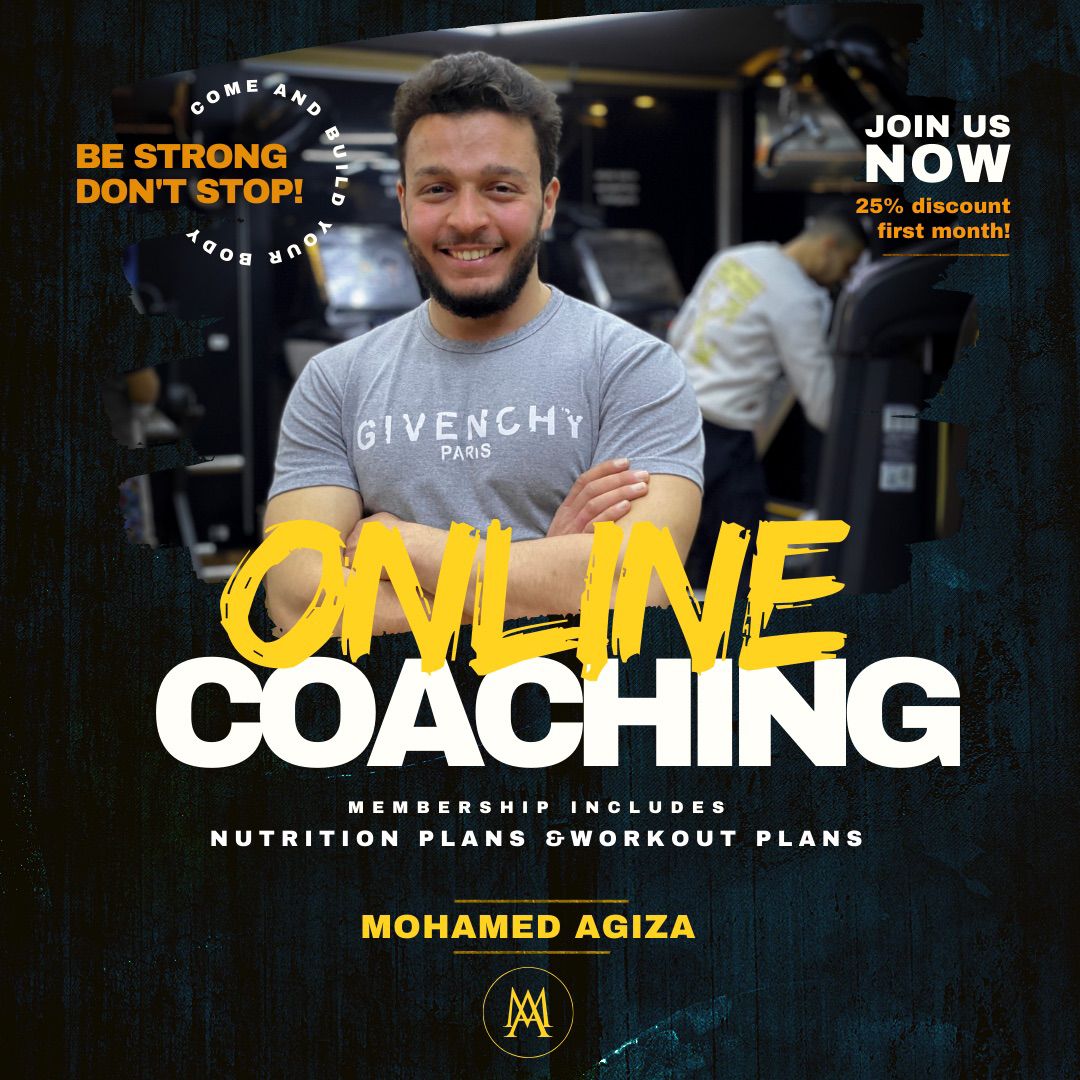 COME AND BUILD YOUR BODY
BE STRONG
DON'T STOP!
JOIN US
NOW
25% discount
first month!
GIVENCHY
PARIS
ONLINE
COACHING
MEMBERSHIP INCLUDES
NUTRITION PLANS &WORKOUT PLANS
MOHAMED AGIZA